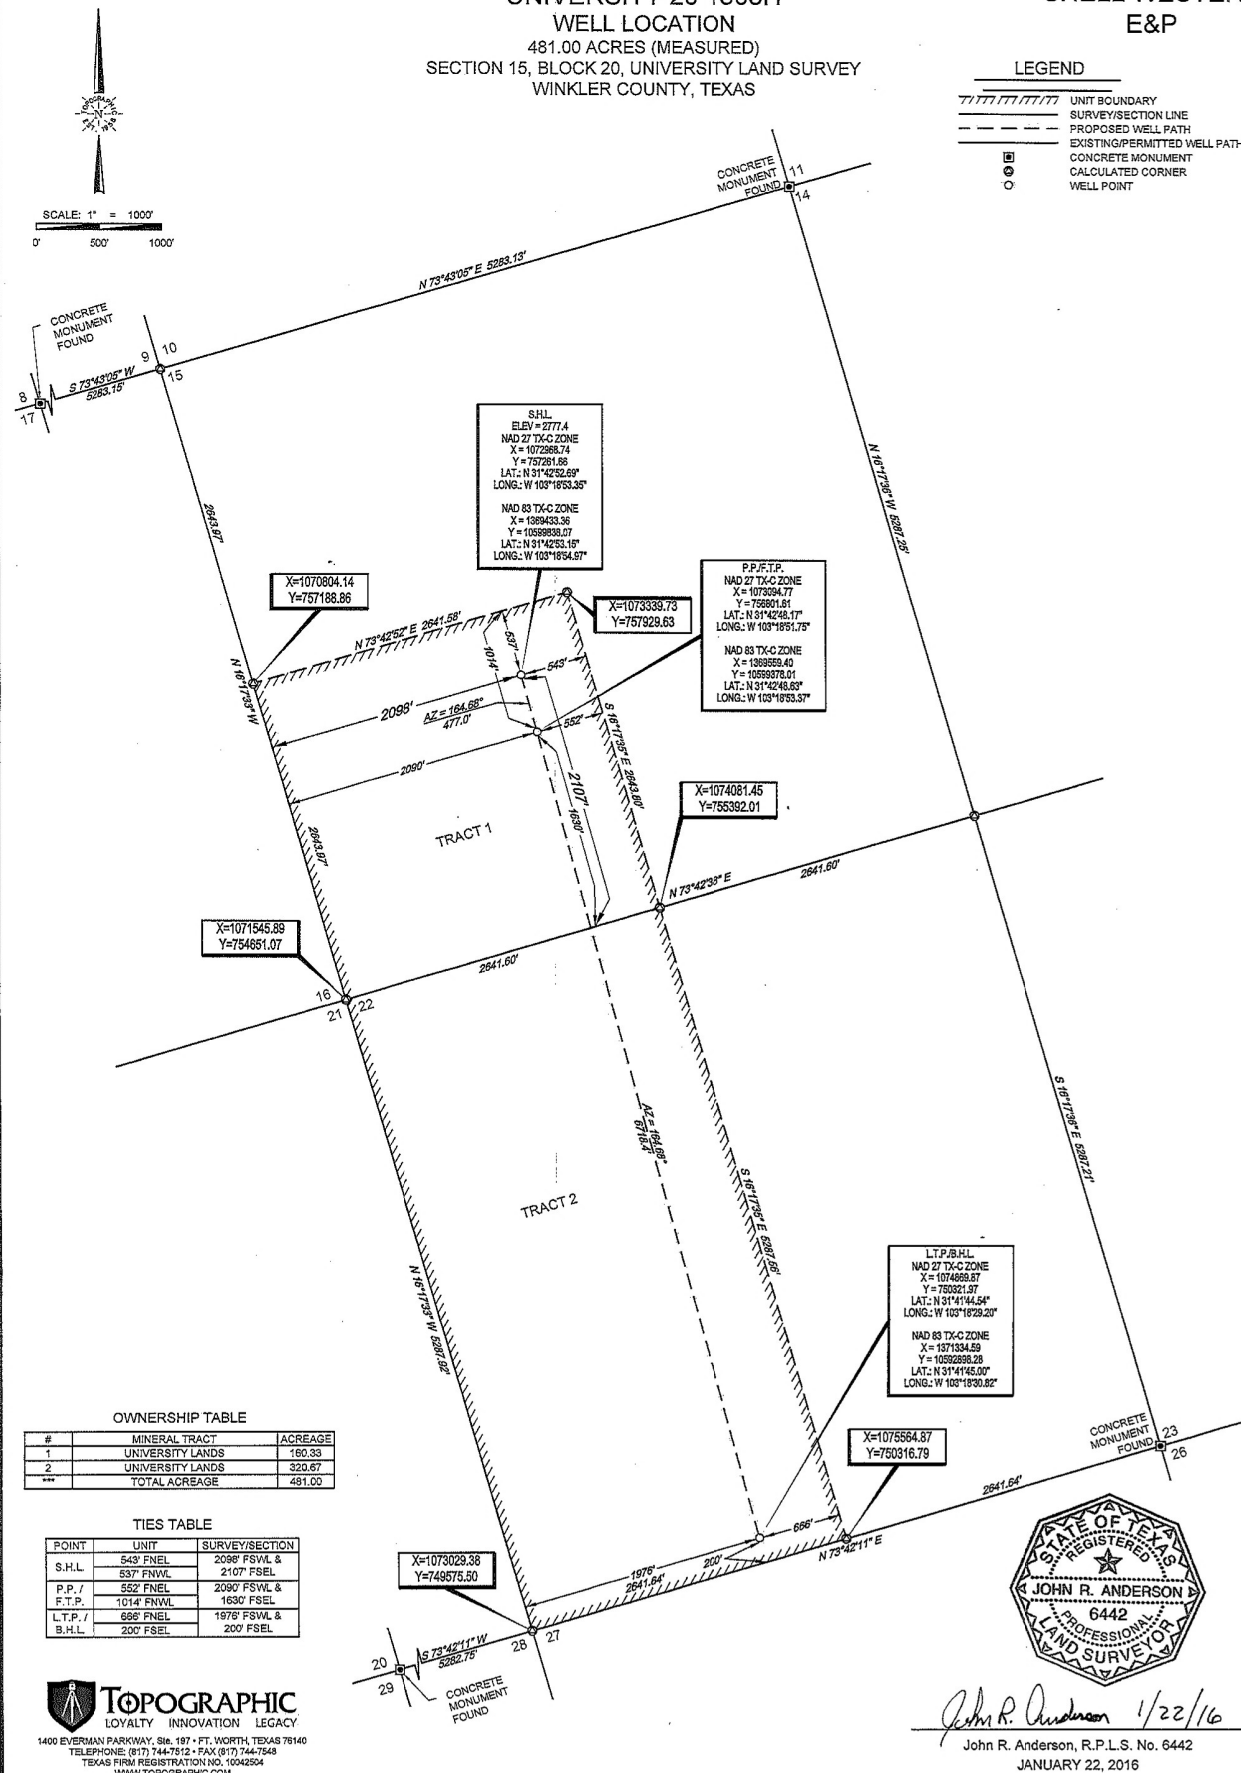 WELL LOCATION
481.00 ACRES (MEASURED)
SECTION 15, BLOCK 20, UNIVERSITY LAND SURVEY
WINKLER COUNTY, TEXAS
E&P
LEGEND
UNIT BOUNDARY
SURVEY/SECTION LINE
PROPOSED WELL PATH
EXISTING/PERMITTED WELL PATH
CONCRETE MONUMENT
CALCULATED CORNER
WELL POINT
TOPOGRAPHIC
N
EST. 1958
SCALE: 1" = 1000'
0' 500' 1000'
CONCRETE
MONUMENT
FOUND
11
14
N 73°43'05" E 5283.13'
CONCRETE
MONUMENT
FOUND
9 10
15
S 73°43'05" W
5283.15'
8
17
S.H.L.
ELEV = 2777.4
NAD 27 TX-C ZONE
X = 1072968.74
Y = 757261.66
LAT.: N 31°42'52.69"
LONG.: W 103°18'53.35"
NAD 83 TX-C ZONE
X = 1369433.36
Y = 10599838.07
LAT.: N 31°42'53.15"
LONG.: W 103°18'54.97"
N 16°17'36" W 5287.25'
2643.97'
P.P./F.T.P.
NAD 27 TX-C ZONE
X = 1073094.77
Y = 756801.61
LAT.: N 31°42'48.17"
LONG.: W 103°18'51.75"
NAD 83 TX-C ZONE
X = 1369559.40
Y = 10599378.01
LAT.: N 31°42'48.63"
LONG.: W 103°18'53.37"
X=1070804.14
Y=757188.86
X=1073339.73
Y=757929.63
N 73°42'52" E 2641.58'
537'
1014'
543'
N 16°17'33" W
2098'
AZ = 164.68°
477.0'
552'
S 16°17'35" E 2643.80'
2090'
2107'
1630'
X=1074081.45
Y=755392.01
TRACT 1
2643.97'
N 73°42'38" E
2641.60'
X=1071545.89
Y=754651.07
2641.60'
16
21 22
AZ = 164.68°
6718.4'
S 16°17'36" E 5287.21'
TRACT 2
S 16°17'35" E 5287.56'
N 16°17'33" W 5287.92'
L.T.P./B.H.L.
NAD 27 TX-C ZONE
X = 1074869.87
Y = 750321.97
LAT.: N 31°41'44.54"
LONG.: W 103°18'29.20"
NAD 83 TX-C ZONE
X = 1371334.59
Y = 10592898.28
LAT.: N 31°41'45.00"
LONG.: W 103°18'30.82"
OWNERSHIP TABLE
# MINERAL TRACT ACREAGE
1 UNIVERSITY LANDS 160.33
2 UNIVERSITY LANDS 320.67
*** TOTAL ACREAGE 481.00
CONCRETE
MONUMENT
FOUND
23
26
X=1075564.87
Y=750316.79
2641.64'
666'
200'
N 73°42'11" E
1976'
2641.64'
TIES TABLE
POINT UNIT SURVEY/SECTION
S.H.L. 543' FNEL 2098' FSWL &
537' FNWL 2107' FSEL
P.P. / 552' FNEL 2090' FSWL &
F.T.P. 1014' FNWL 1630' FSEL
L.T.P. / 666' FNEL 1976' FSWL &
B.H.L. 200' FSEL 200' FSEL
X=1073029.38
Y=749575.50
28 27
S 73°42'11" W
5282.75'
20
29
CONCRETE
MONUMENT
FOUND
STATE OF TEXAS
REGISTERED
JOHN R. ANDERSON
6442
PROFESSIONAL
LAND SURVEYOR
TOPOGRAPHIC
LOYALTY INNOVATION LEGACY
1400 EVERMAN PARKWAY, Ste. 197 • FT. WORTH, TEXAS 76140
TELEPHONE: (817) 744-7512 • FAX (817) 744-7548
TEXAS FIRM REGISTRATION NO. 10042504
WWW.TOPOGRAPHIC.COM
John R. Anderson 1/22/16
John R. Anderson, R.P.L.S. No. 6442
JANUARY 22, 2016